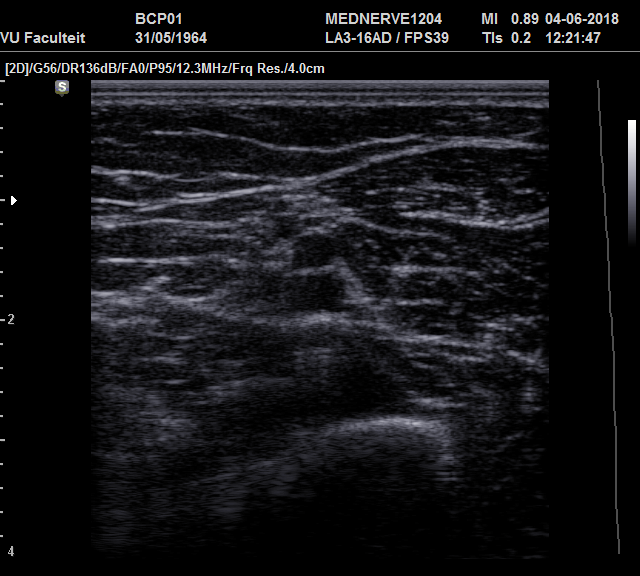 BCP01 MEDNERVE1204 MI 0.89 04-06-2018
VU Faculteit 31/05/1964 LA3-16AD / FPS39 TIs 0.2 12:21:47
[2D]/G56/DR136dB/FA0/P95/12.3MHz/Frq Res./4.0cm
S
2
4